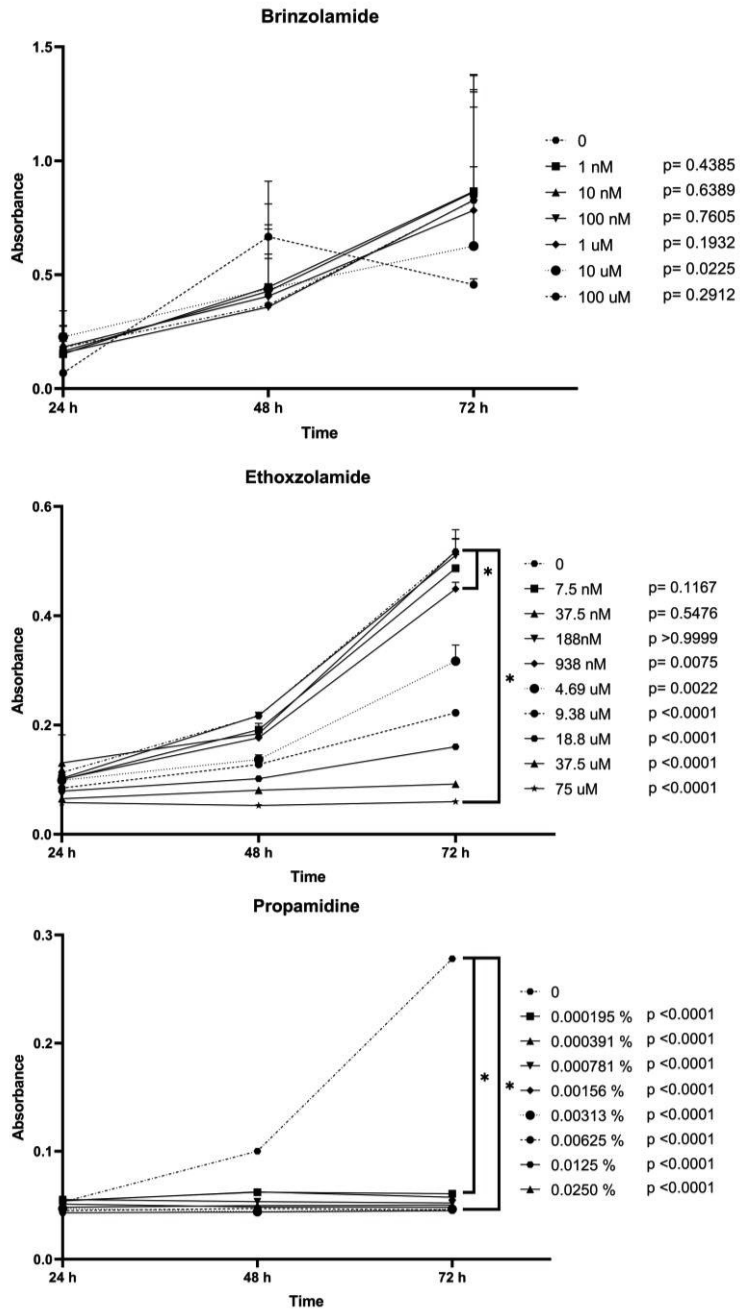 Brinzolamide
1.5
1.0
0.5
0.0
Absorbance
24 h 48 h 72 h
Time
0
1 nM p= 0.4385
10 nM p= 0.6389
100 nM p= 0.7605
1 uM p= 0.1932
10 uM p= 0.0225
100 uM p= 0.2912
Ethoxzolamide
0.6
0.4
0.2
0.0
Absorbance
24 h 48 h 72 h
Time
*
*
0
7.5 nM p= 0.1167
37.5 nM p= 0.5476
188nM p >0.9999
938 nM p= 0.0075
4.69 uM p= 0.0022
9.38 uM p <0.0001
18.8 uM p <0.0001
37.5 uM p <0.0001
75 uM p <0.0001
Propamidine
0.3
0.2
0.1
0.0
Absorbance
24 h 48 h 72 h
Time
*
*
0
0.000195 % p <0.0001
0.000391 % p <0.0001
0.000781 % p <0.0001
0.00156 % p <0.0001
0.00313 % p <0.0001
0.00625 % p <0.0001
0.0125 % p <0.0001
0.0250 % p <0.0001